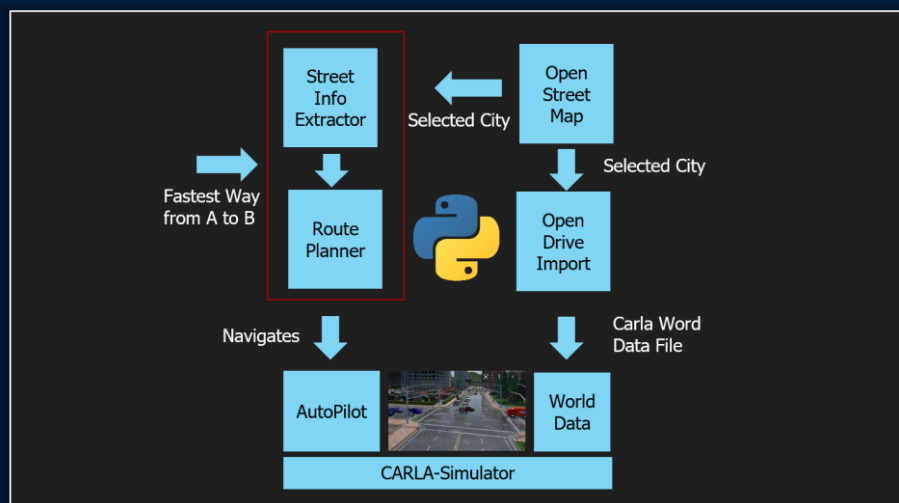 Street
Info
Extractor
Selected City
Open
Street
Map
Selected City
Fastest Way
from A to B
Route
Planner
Open
Drive
Import
Navigates
Carla Word
Data File
AutoPilot
World
Data
CARLA-Simulator